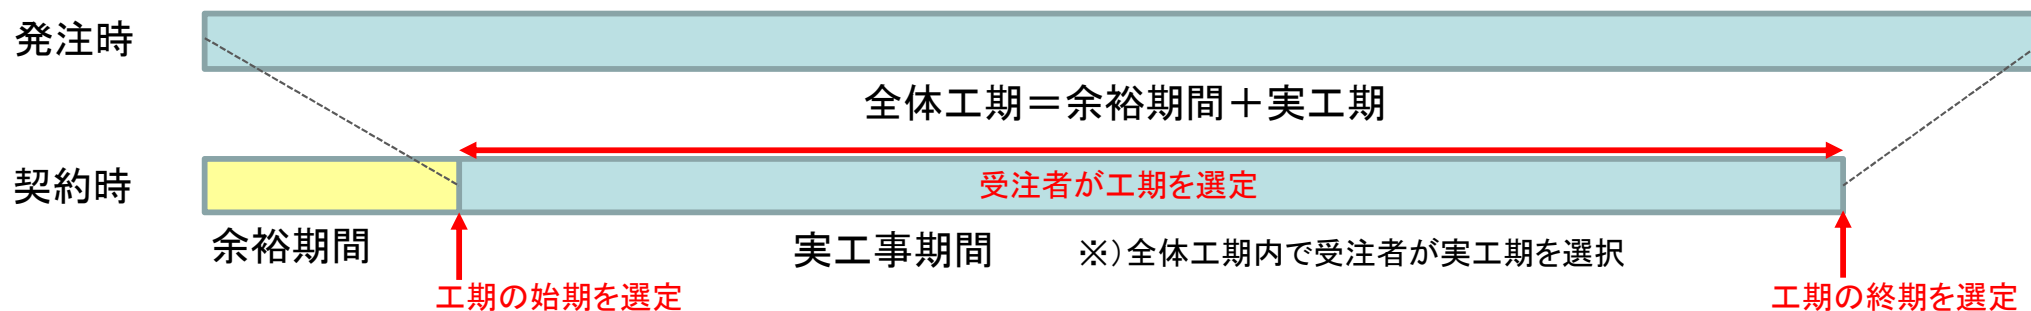 発注時
全体工期＝余裕期間＋実工期
契約時
受注者が工期を選定
余裕期間
実工事期間
※）全体工期内で受注者が実工期を選択
工期の始期を選定
工期の終期を選定